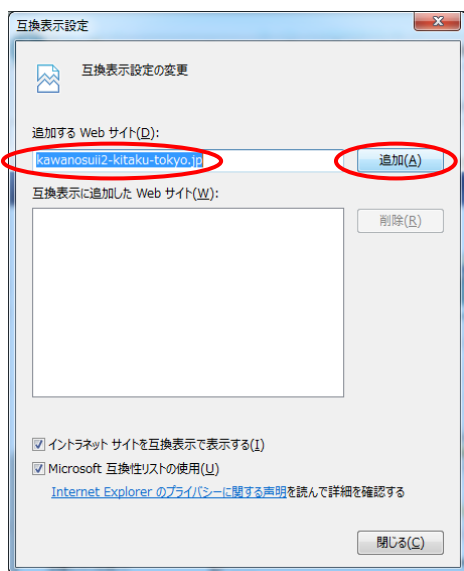 互換表示設定
互換表示設定の変更
追加する Web サイト(D):
kawanosuii2-kitaku-tokyo.jp 追加(A)
互換表示に追加した Web サイト(W):
削除(R)
イントラネット サイトを互換表示で表示する(I)
Microsoft 互換性リストの使用(U)
Internet Explorer のプライバシーに関する声明を読んで詳細を確認する
閉じる(C)